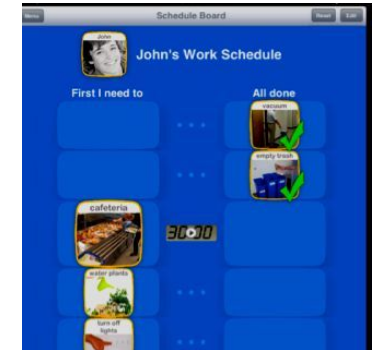 Menu
Schedule Board
Reset
Edit
John
John's Work Schedule
First I need to
All done
vacuum
empty trash
cafeteria
30:00
water plants
turn off
lights